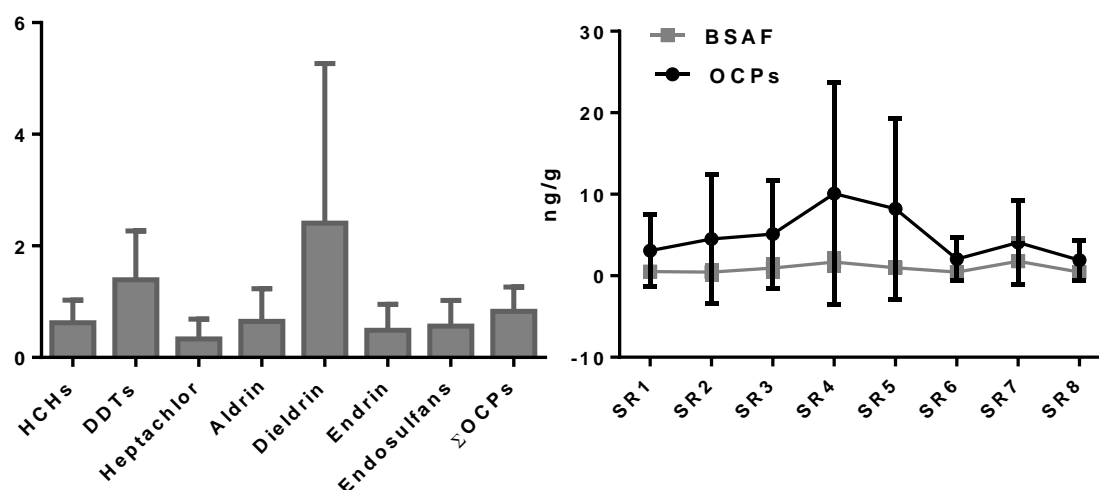 6
4
2
0
HCHs
DDTs
Heptachlor
Aldrin
Dieldrin
Endrin
Endosulfans
ΣOCPs
BSAF
OCPs
ng/g
30
20
10
0
-10
SR1
SR2
SR3
SR4
SR5
SR6
SR7
SR8